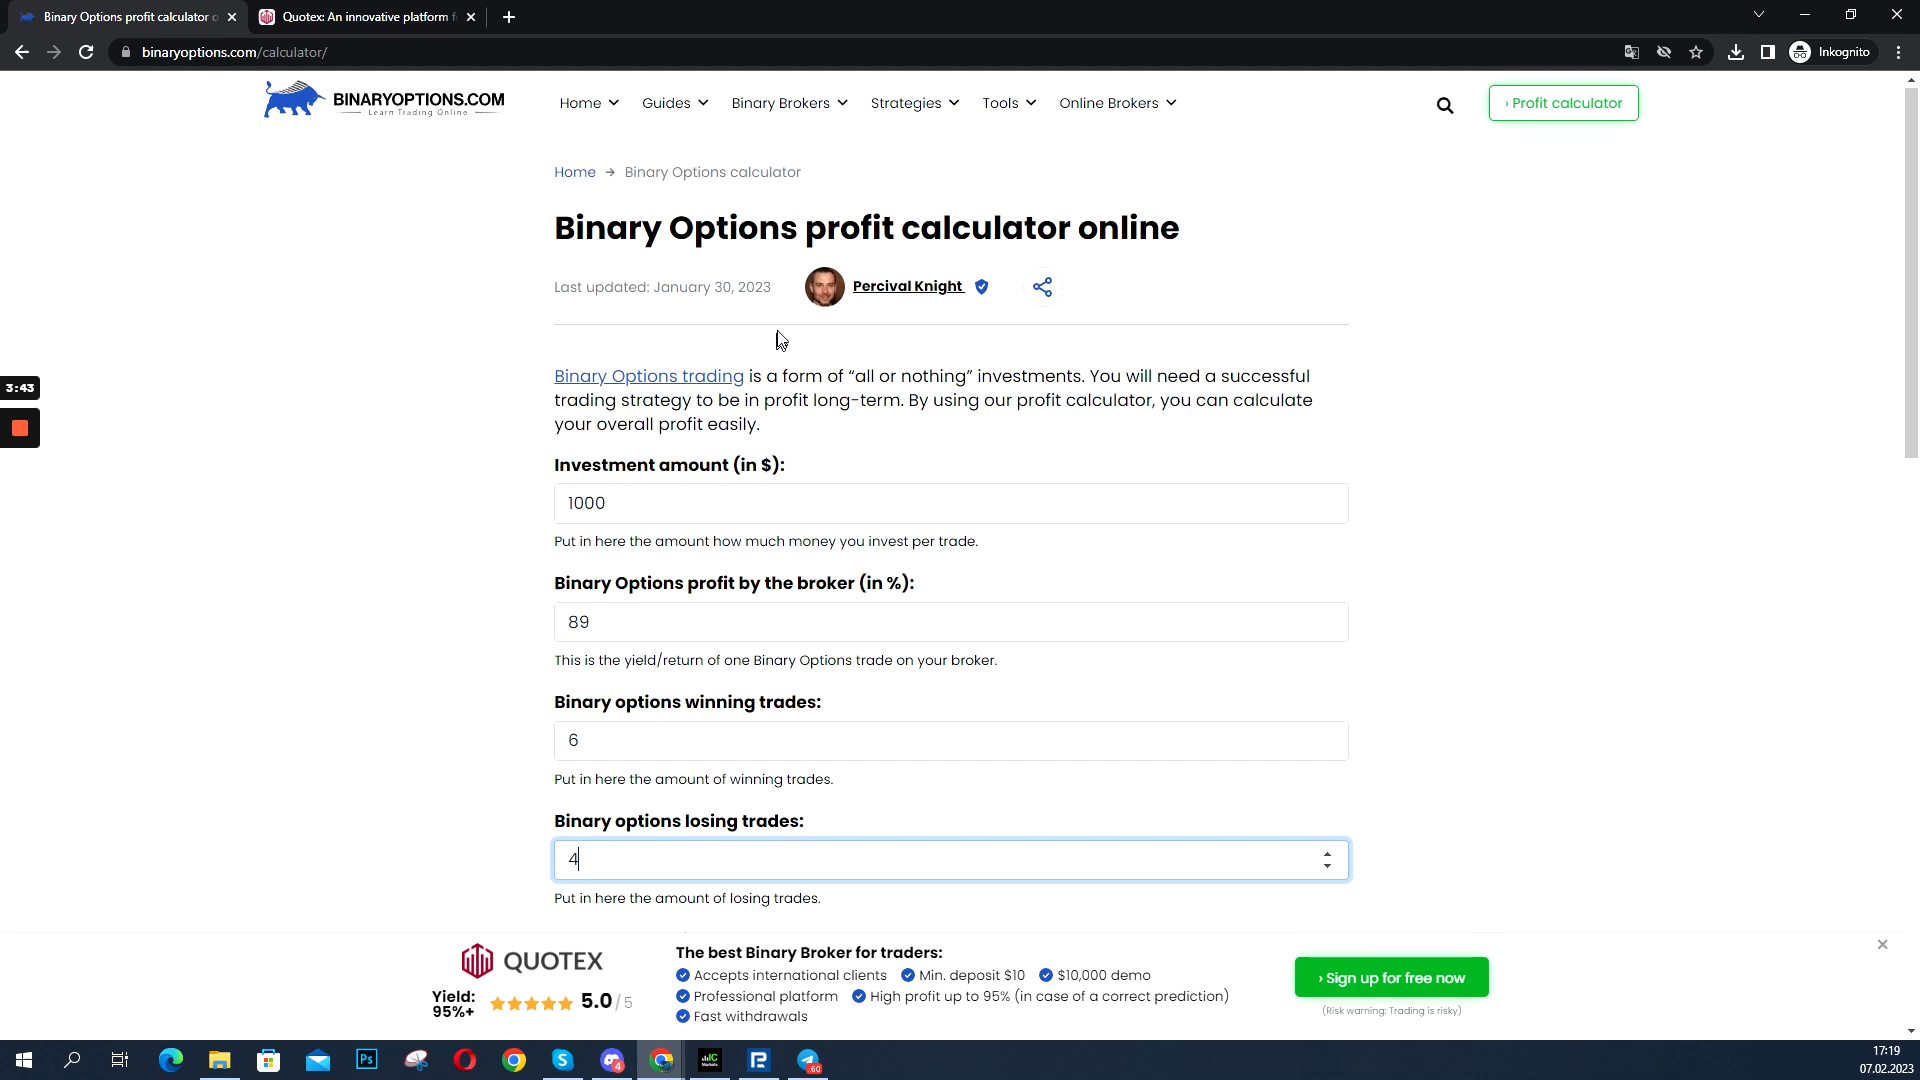 Binary Options profit calculator o
Quotex: An innovative platform f
binaryoptions.com/calculator/
Inkognito
BINARYOPTIONS.COM
Learn Trading Online
Home
Guides
Binary Brokers
Strategies
Tools
Online Brokers
› Profit calculator
Home → Binary Options calculator
Binary Options profit calculator online
Last updated: January 30, 2023
Percival Knight
3:43
Binary Options trading is a form of “all or nothing” investments. You will need a successful
trading strategy to be in profit long-term. By using our profit calculator, you can calculate
your overall profit easily.
Investment amount (in $):
1000
Put in here the amount how much money you invest per trade.
Binary Options profit by the broker (in %):
89
This is the yield/return of one Binary Options trade on your broker.
Binary options winning trades:
6
Put in here the amount of winning trades.
Binary options losing trades:
4
Put in here the amount of losing trades.
QUOTEX
Yield:
95%+
5.0/5
The best Binary Broker for traders:
Accepts international clients
Min. deposit $10
$10,000 demo
Professional platform
High profit up to 95% (in case of a correct prediction)
Fast withdrawals
› Sign up for free now
(Risk warning: Trading is risky)
Ps
4
IC
Markets
60
17:19
07.02.2023